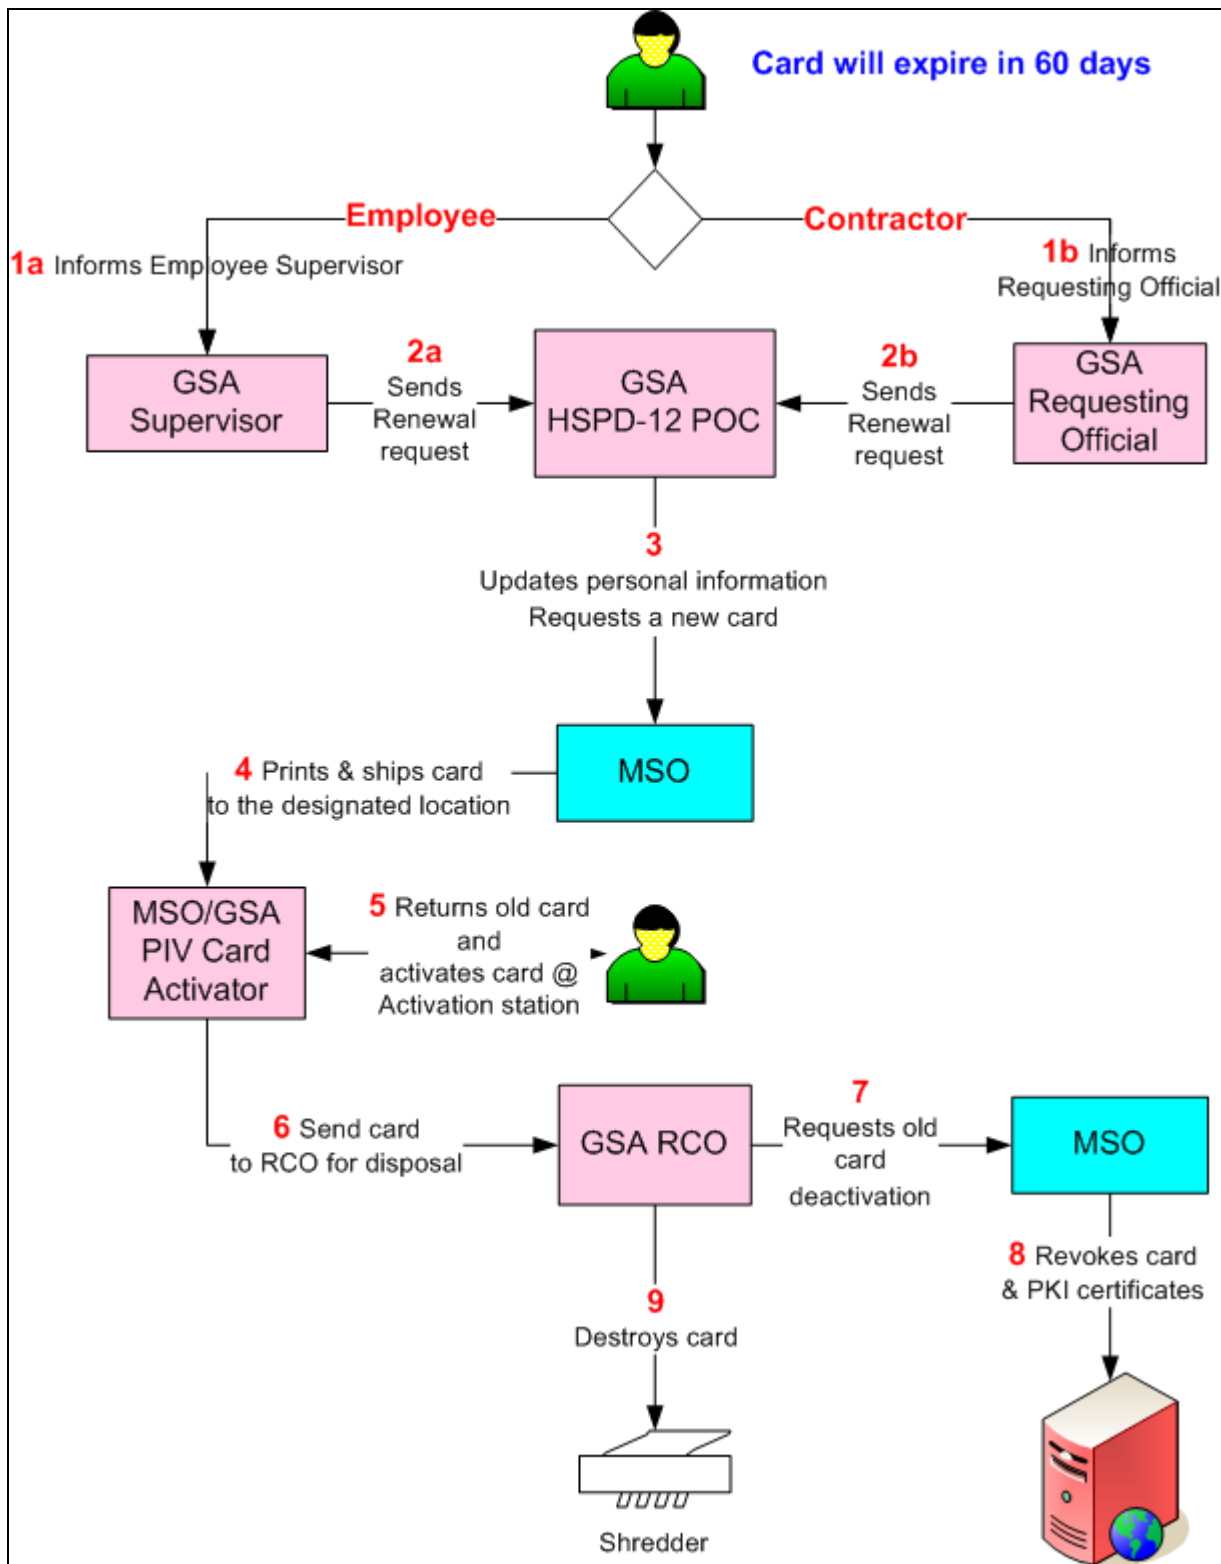 Card will expire in 60 days
Employee
Contractor
1a Informs Employee Supervisor
1b Informs
Requesting Official
GSA
Supervisor
2a
Sends
Renewal
request
GSA
HSPD-12 POC
2b
Sends
Renewal
request
GSA
Requesting
Official
3
Updates personal information
Requests a new card
MSO
4 Prints & ships card
to the designated location
MSO/GSA
PIV Card
Activator
5 Returns old card
and
activates card @
Activation station
6 Send card
to RCO for disposal
GSA RCO
7
Requests old
card
deactivation
MSO
8 Revokes card
& PKI certificates
9
Destroys card
Shredder